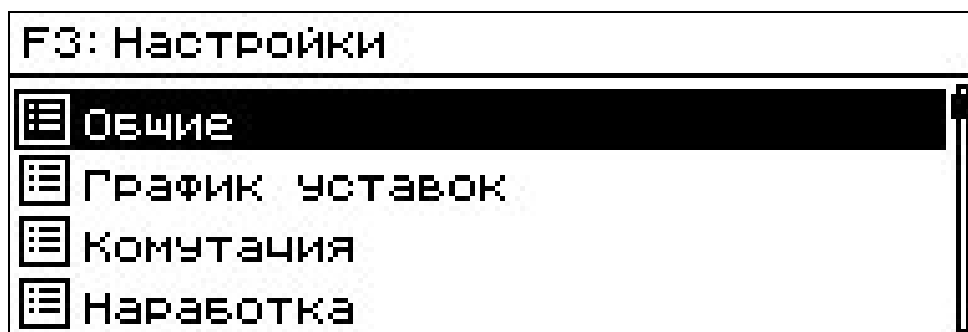 F3: Настройки
Общие
График уставок
Комутация
Наработка